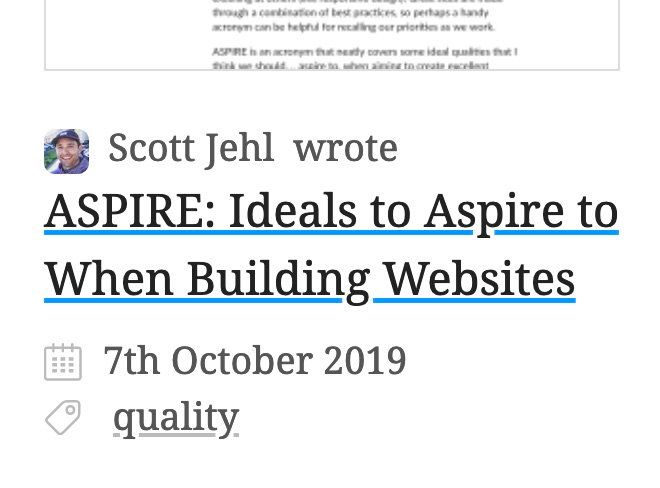 through a combination of best practices, so perhaps a handy
acronym can be helpful for recalling our priorities as we work.
ASPIRE is an acronym that neatly covers some ideal qualities that I
think we should... aspire to, when aiming to create excellent
Scott Jehl wrote
ASPIRE: Ideals to Aspire to
When Building Websites
7th October 2019
quality